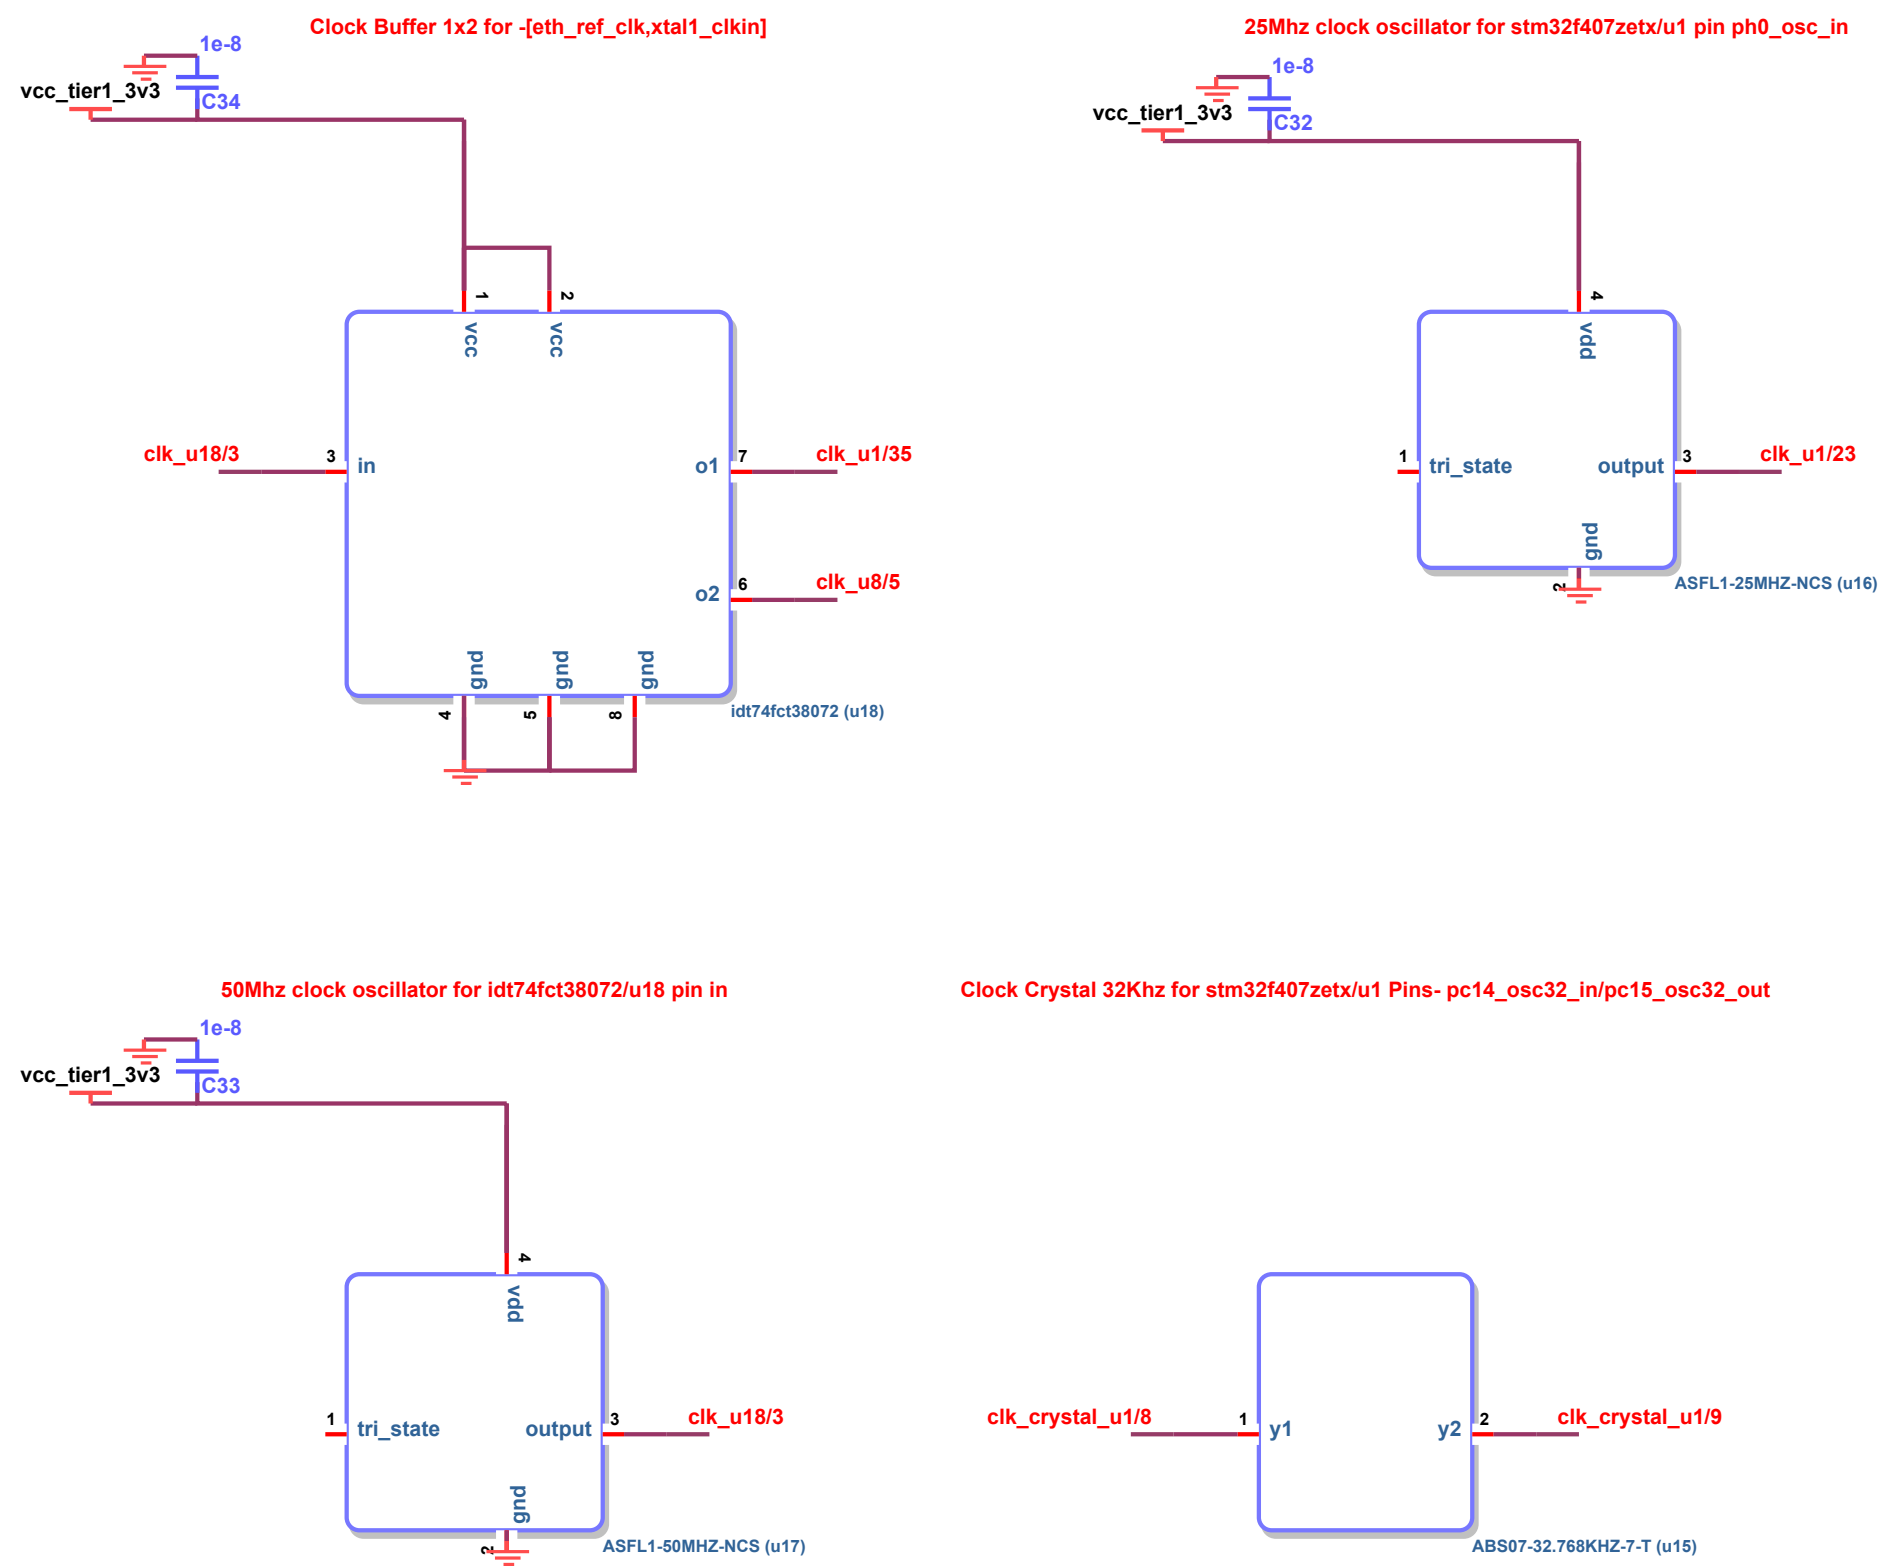 Clock Buffer 1x2 for -[eth_ref_clk,xtal1_clkin]
1e-8
vcc_tier1_3v3
C34
1
2
vcc
vcc
clk_u18/3
3
in
o1
7
clk_u1/35
o2
6
clk_u8/5
gnd
gnd
gnd
4
5
8
idt74fct38072 (u18)
25Mhz clock oscillator for stm32f407zetx/u1 pin ph0_osc_in
1e-8
vcc_tier1_3v3
C32
4
vdd
1
tri_state
output
3
clk_u1/23
gnd
2
ASFL1-25MHZ-NCS (u16)
50Mhz clock oscillator for idt74fct38072/u18 pin in
1e-8
vcc_tier1_3v3
C33
4
vdd
1
tri_state
output
3
clk_u18/3
gnd
2
ASFL1-50MHZ-NCS (u17)
Clock Crystal 32Khz for stm32f407zetx/u1 Pins- pc14_osc32_in/pc15_osc32_out
clk_crystal_u1/8
1
y1
y2
2
clk_crystal_u1/9
ABS07-32.768KHZ-7-T (u15)